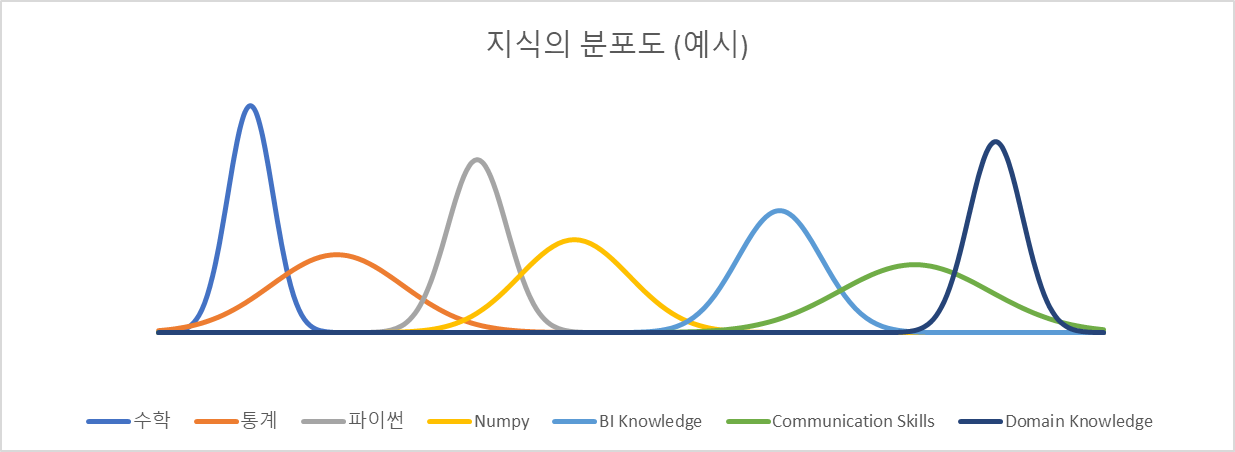 지식의 분포도 (예시)
수학 통계 파이썬 Numpy BI Knowledge Communication Skills Domain Knowledge